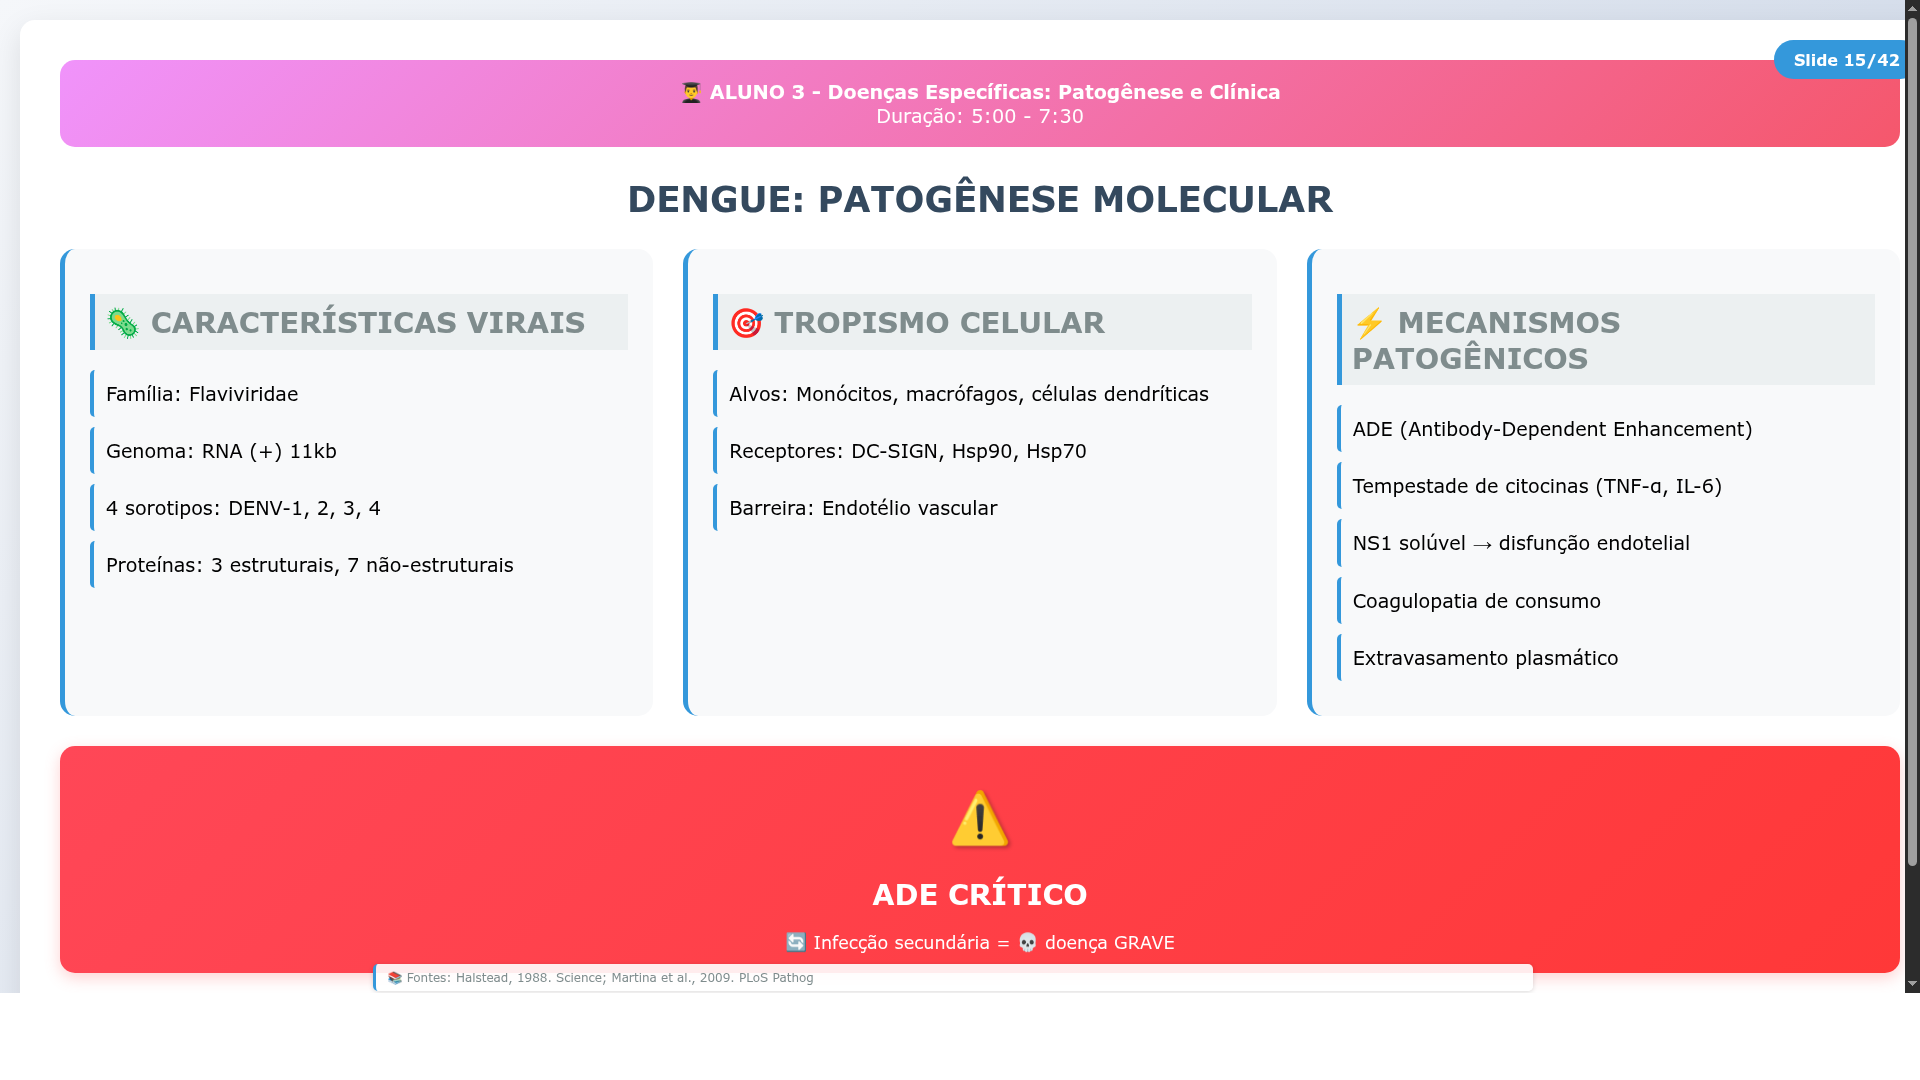 Slide 15/42
👨‍🎓 ALUNO 3 - Doenças Específicas: Patogênese e Clínica
Duração: 5:00 - 7:30
DENGUE: PATOGÊNESE MOLECULAR
🦠 CARACTERÍSTICAS VIRAIS
Família: Flaviviridae
Genoma: RNA (+) 11kb
4 sorotipos: DENV-1, 2, 3, 4
Proteínas: 3 estruturais, 7 não-estruturais
🎯 TROPISMO CELULAR
Alvos: Monócitos, macrófagos, células dendríticas
Receptores: DC-SIGN, Hsp90, Hsp70
Barreira: Endotélio vascular
⚡ MECANISMOS
PATOGÊNICOS
ADE (Antibody-Dependent Enhancement)
Tempestade de citocinas (TNF-α, IL-6)
NS1 solúvel → disfunção endotelial
Coagulopatia de consumo
Extravasamento plasmático
⚠️
ADE CRÍTICO
🔄 Infecção secundária = 💀 doença GRAVE
📚 Fontes: Halstead, 1988. Science; Martina et al., 2009. PLoS Pathog